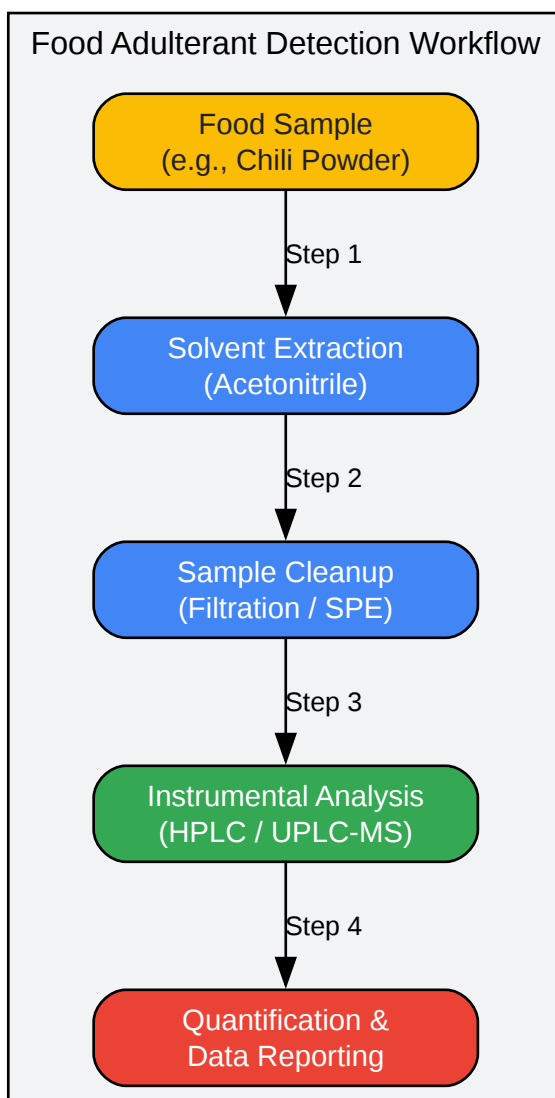 Food Adulterant Detection Workflow
Food Sample
(e.g., Chili Powder)
Step 1
Solvent Extraction
(Acetonitrile)
Step 2
Sample Cleanup
(Filtration / SPE)
Step 3
Instrumental Analysis
(HPLC / UPLC-MS)
Step 4
Quantification &
Data Reporting